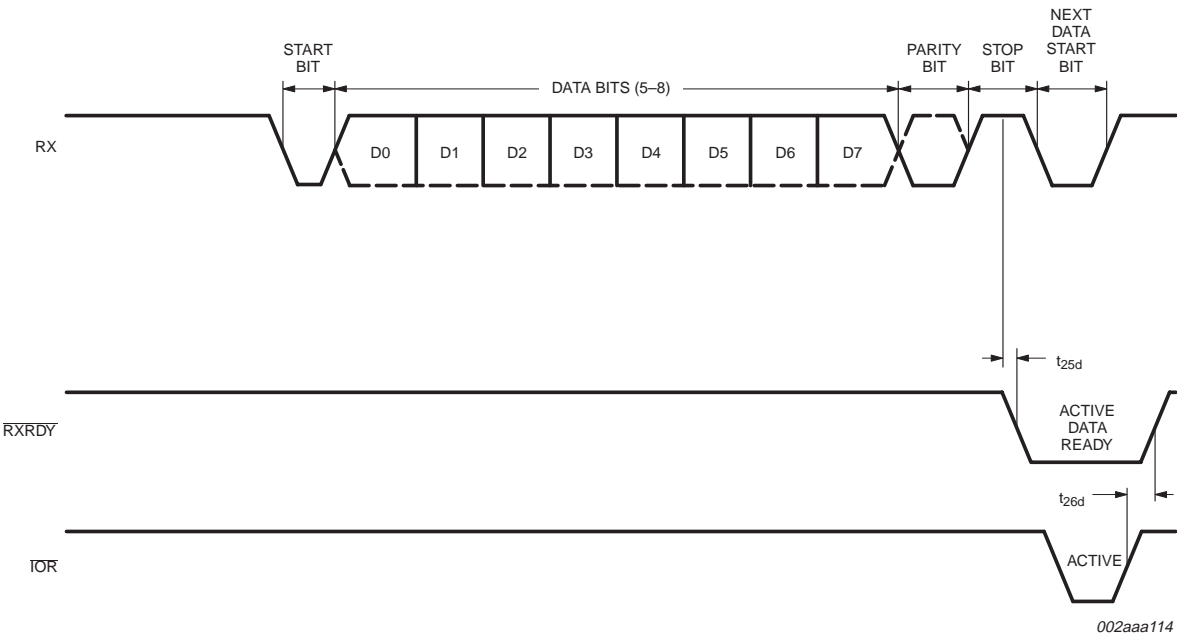 START
BIT
DATA BITS (5–8)
PARITY
BIT
STOP
BIT
NEXT
DATA
START
BIT
RX
D0
D1
D2
D3
D4
D5
D6
D7
t25d
RXRDY
ACTIVE
DATA
READY
t26d
IOR
ACTIVE
002aaa114